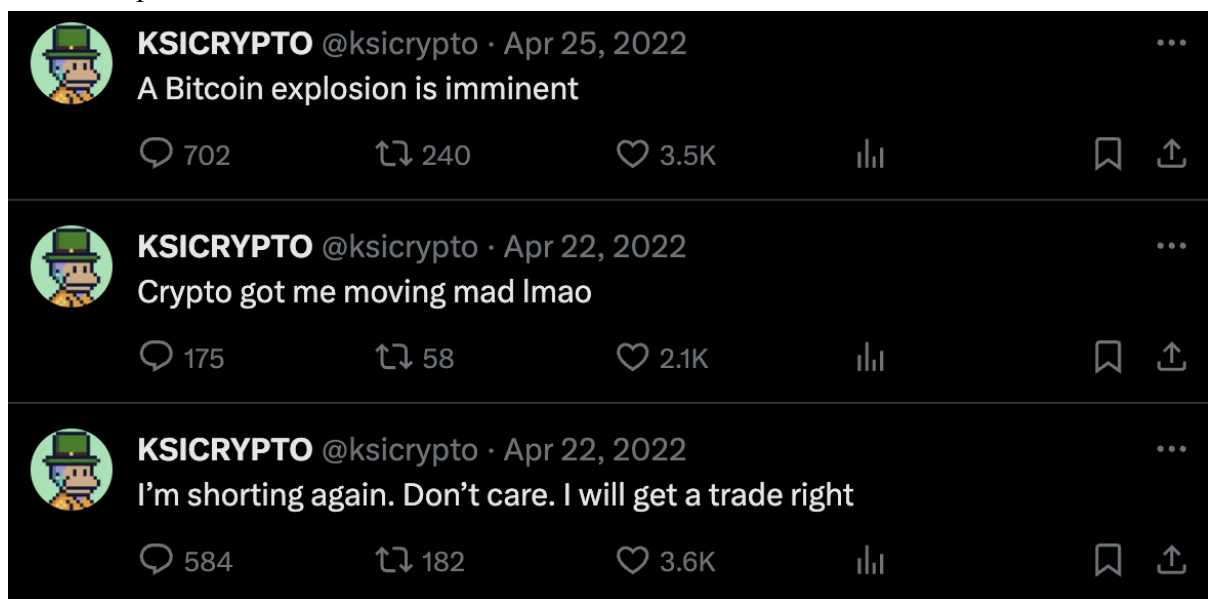 KSICRYPTO @ksicrypto · Apr 25, 2022
A Bitcoin explosion is imminent
702 240 3.5K
KSICRYPTO @ksicrypto · Apr 22, 2022
Crypto got me moving mad lmao
175 58 2.1K
KSICRYPTO @ksicrypto · Apr 22, 2022
I'm shorting again. Don't care. I will get a trade right
584 182 3.6K